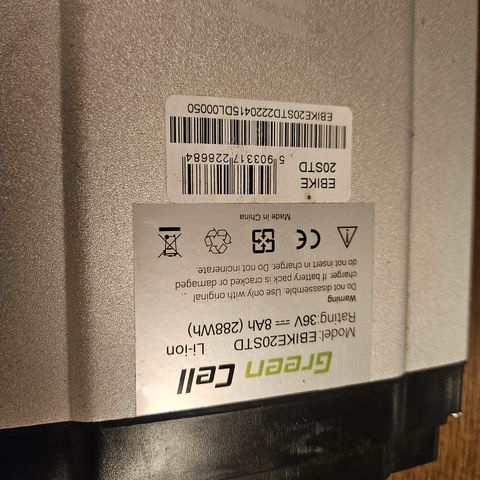 Green Cell
Model: EBIKE20STD Li-ion
Rating:36V ⎓ 8Ah (288Wh)
Warning
Do not disassemble. Use only with original
charger. If battery pack is cracked or damaged
do not insert in charger. Do not incinerate.
CE
Made in China
EBIKE
20STD
5 903317 228684
EBIKE20STD2220415DL00050